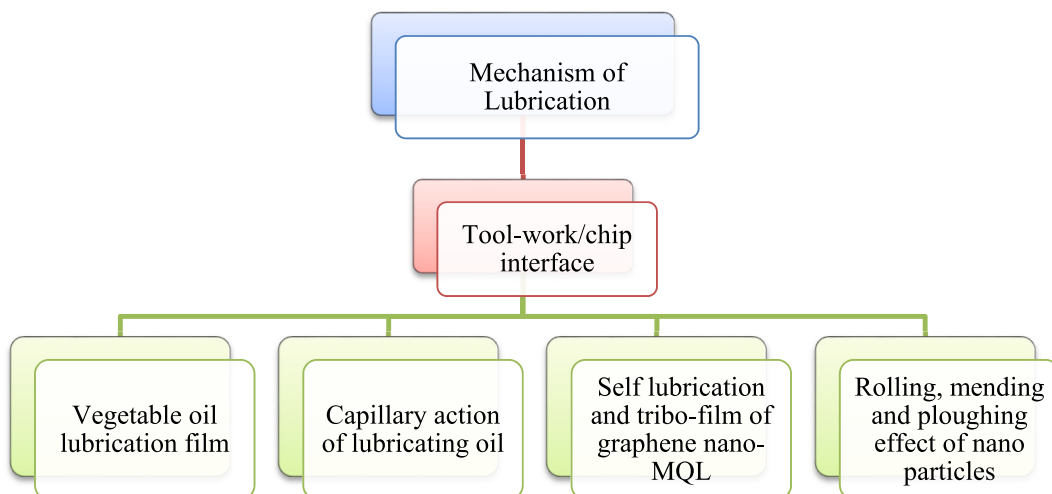 Mechanism of
Lubrication
Tool-work/chip
interface
Vegetable oil
lubrication film
Capillary action
of lubricating oil
Self lubrication
and tribo-film of
graphene nano-
MQL
Rolling, mending
and ploughing
effect of nano
particles